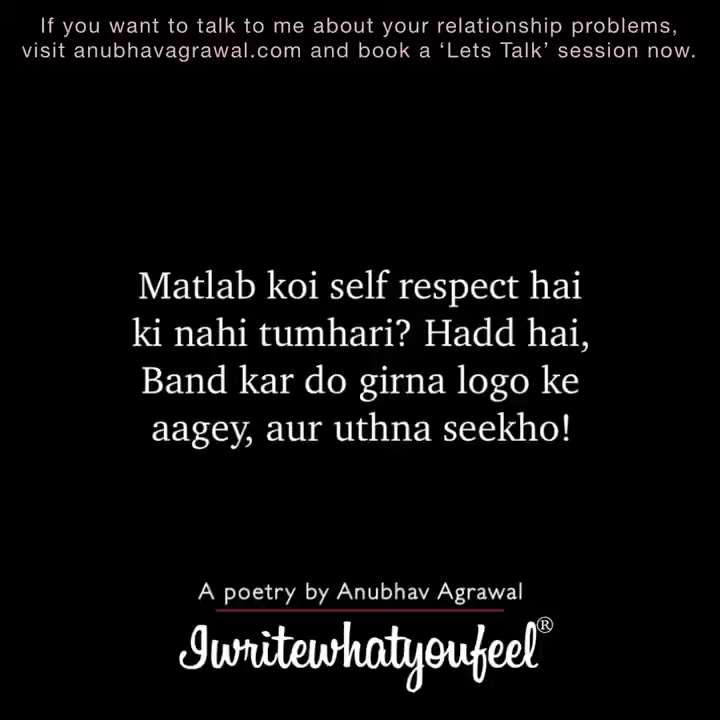 If you want to talk to me about your relationship problems,
visit anubhavagrawal.com and book a ‘Lets Talk’ session now.
Matlab koi self respect hai
ki nahi tumhari? Hadd hai,
Band kar do girna logo ke
aagey, aur uthna seekho!
A poetry by Anubhav Agrawal
Iwritewhatyoufeel®